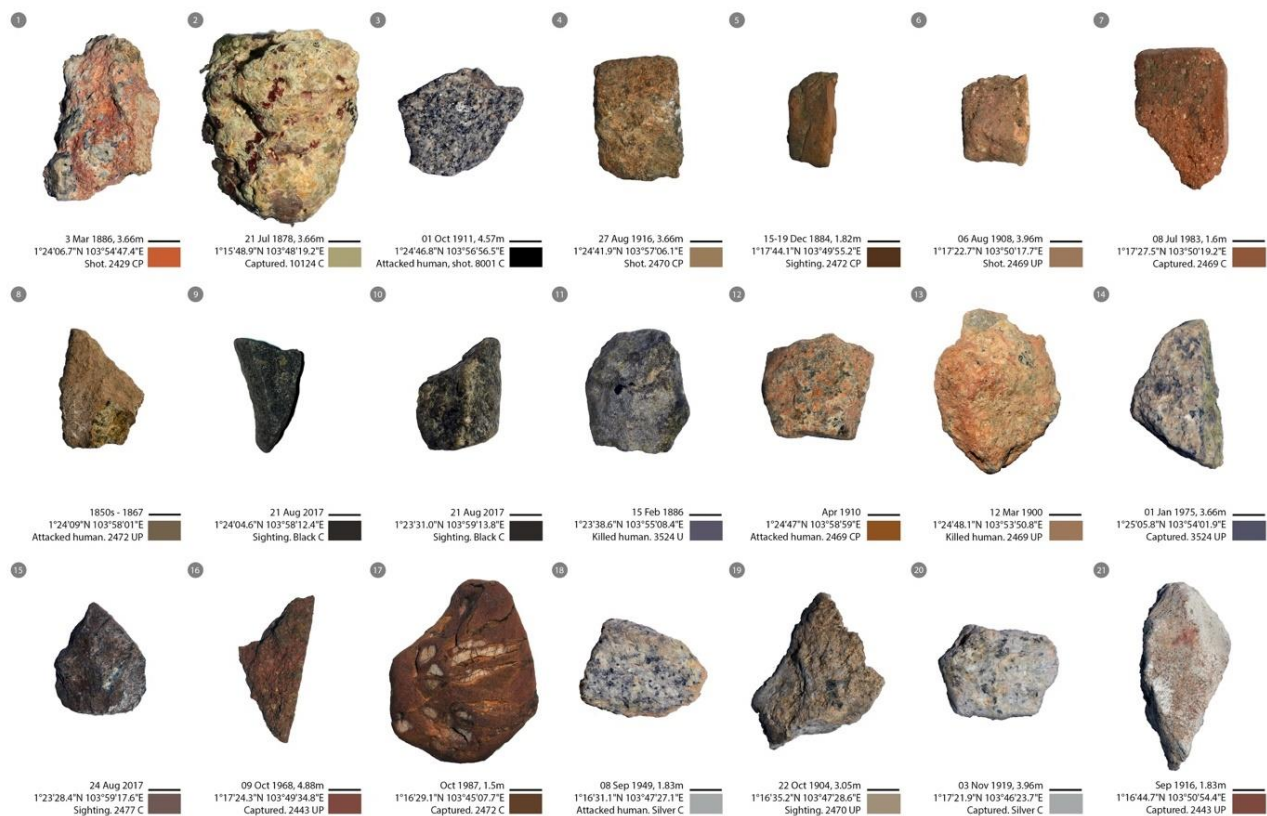 1
2
3
4
5
6
7
3 Mar 1886, 3.66m
1°24'06.7"N 103°54'47.4"E
Shot. 2429 CP
21 Jul 1878, 3.66m
1°15'48.9"N 103°48'19.2"E
Captured. 10124 C
01 Oct 1911, 4.57m
1°24'46.8"N 103°56'56.5"E
Attacked human, shot. 8001 C
27 Aug 1916, 3.66m
1°24'41.9"N 103°57'06.1"E
Shot. 2470 CP
15-19 Dec 1884, 1.82m
1°17'44.1"N 103°49'55.2"E
Sighting. 2472 CP
06 Aug 1908, 3.96m
1°17'22.7"N 103°50'17.7"E
Shot. 2469 UP
08 Jul 1983, 1.6m
1°17'27.5"N 103°50'19.2"E
Captured. 2469 C
8
9
10
11
12
13
14
1850s - 1867
1°24'09"N 103°58'01"E
Attacked human. 2472 UP
21 Aug 2017
1°24'04.6"N 103°58'12.4"E
Sighting. Black C
21 Aug 2017
1°23'31.0"N 103°59'13.8"E
Sighting. Black C
15 Feb 1886
1°23'38.6"N 103°55'08.4"E
Killed human. 3524 U
Apr 1910
1°24'47"N 103°58'59"E
Attacked human. 2469 CP
12 Mar 1900
1°24'48.1"N 103°53'50.8"E
Killed human. 2469 UP
01 Jan 1975, 3.66m
1°25'05.8"N 103°54'01.9"E
Captured. 3524 UP
15
16
17
18
19
20
21
24 Aug 2017
1°23'28.4"N 103°59'17.6"E
Sighting. 2477 C
09 Oct 1968, 4.88m
1°17'24.3"N 103°49'34.8"E
Captured. 2443 UP
Oct 1987, 1.5m
1°16'29.1"N 103°45'07.7"E
Captured. 2472 C
08 Sep 1949, 1.83m
1°16'31.1"N 103°47'27.1"E
Attacked human. Silver C
22 Oct 1904, 3.05m
1°16'35.2"N 103°47'28.6"E
Sighting. 2470 UP
03 Nov 1919, 3.96m
1°17'21.9"N 103°46'23.7"E
Captured. Silver C
Sep 1916, 1.83m
1°16'44.7"N 103°50'54.4"E
Captured. 2443 UP